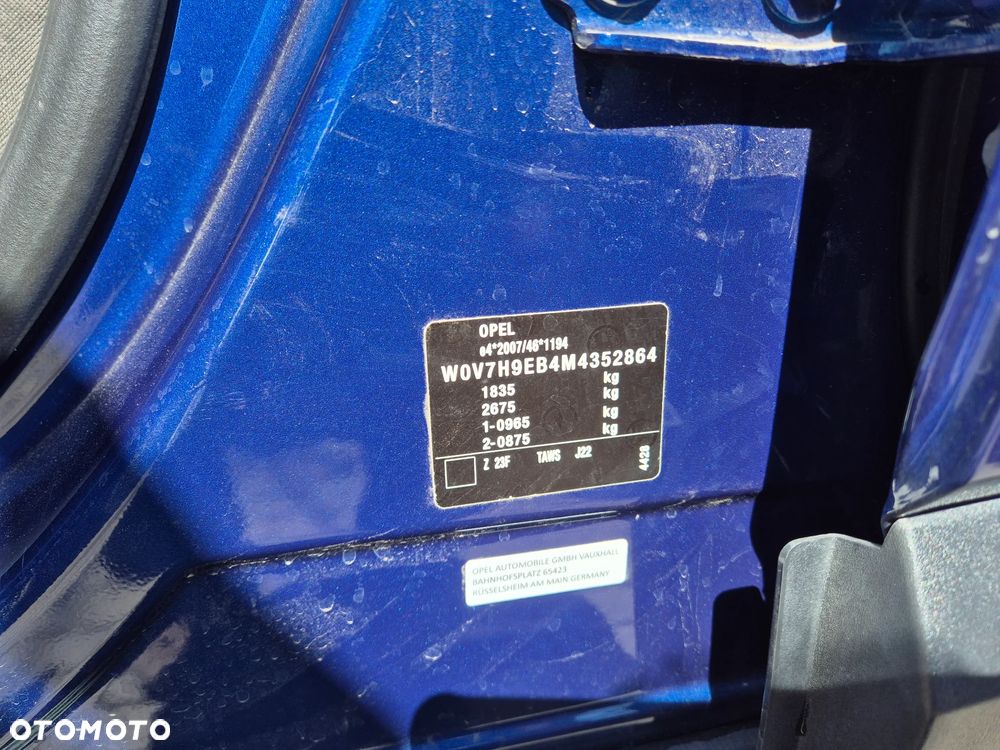 OPEL
e4*2007/46*1194
W0V7H9EB4M4352864
1835 kg
2675 kg
1-0965 kg
2-0875 kg
Z 23F TAWS J22
4428
OPEL AUTOMOBILE GMBH VAUXHALL
BAHNHOFSPLATZ 65423
RÜSSELSHEIM AM MAIN GERMANY
OTOMOTO